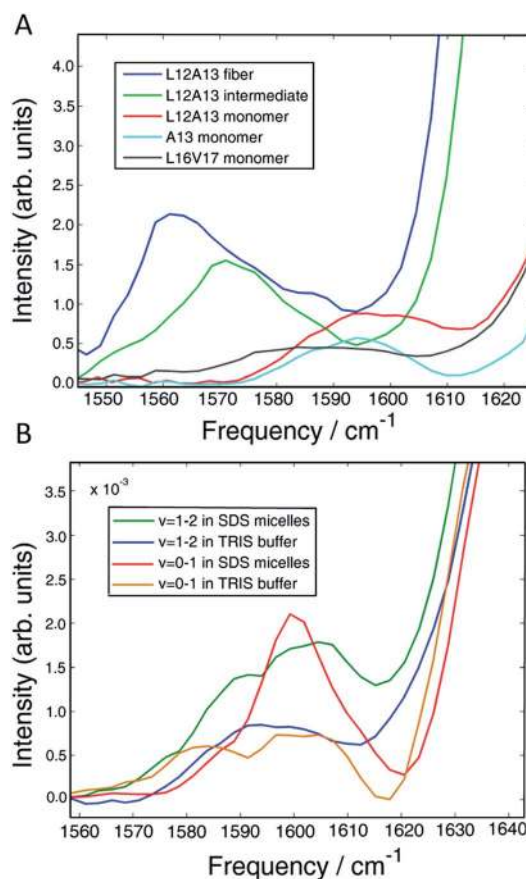 A
4.0
3.5
3.0
2.5
2.0
1.5
1.0
0.5
0.0
Intensity (arb. units)
L12A13 fiber
L12A13 intermediate
L12A13 monomer
A13 monomer
L16V17 monomer
1550 1560 1570 1580 1590 1600 1610 1620
Frequency / cm⁻¹
B
x 10⁻³
3.5
3.0
2.5
2.0
1.5
1.0
0.5
0.0
Intensity (arb. units)
v=1-2 in SDS micelles
v=1-2 in TRIS buffer
v=0-1 in SDS micelles
v=0-1 in TRIS buffer
1560 1570 1580 1590 1600 1610 1620 1630 1640
Frequency / cm⁻¹